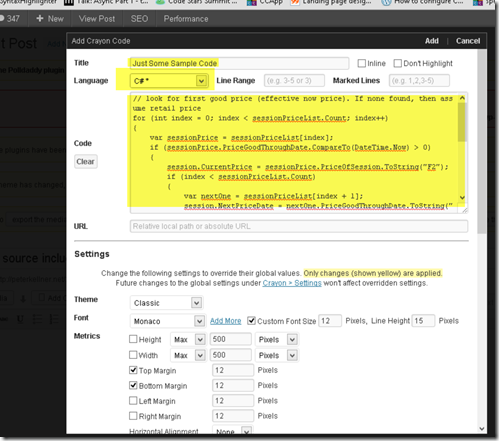 SyntaxHighlighter
Talk: Async Part 1 - C
Code Stars Summit ...
CCApp
Landing page design...
How to configure C...
347 + New View Post SEO Performance
Add Crayon Code Add | Cancel
Title Just Some Sample Code Inline Don't Highlight
Language C#* Line Range (e.g. 3-5 or 3) Marked Lines (e.g. 1,2,3-5)
Code
Clear
// look for first good price (effective now price). If none found, then ass
ume retail price
for (int index = 0; index < sessionPriceList.Count; index++)
{
var sessionPrice = sessionPriceList[index];
if (sessionPrice.PriceGoodThroughDate.CompareTo(DateTime.Now) > 0)
{
session.CurrentPrice = sessionPrice.PriceOfSession.ToString("F2");
if (index < sessionPriceList.Count)
{
var nextOne = sessionPriceList[index + 1];
session.NextPriceDate = nextOne.PriceGoodThroughDate.ToString("
URL Relative local path or absolute URL
Settings
Change the following settings to override their global values. Only changes (shown yellow) are applied.
Future changes to the global settings under Crayon > Settings won't affect overridden settings.
Theme Classic
Font Monaco Add More Custom Font Size 12 Pixels, Line Height 15 Pixels
Metrics Height Max 500 Pixels
Width Max 500 Pixels
Top Margin 12 Pixels
Bottom Margin 12 Pixels
Left Margin 12 Pixels
Right Margin 12 Pixels
Horizontal Alignment None